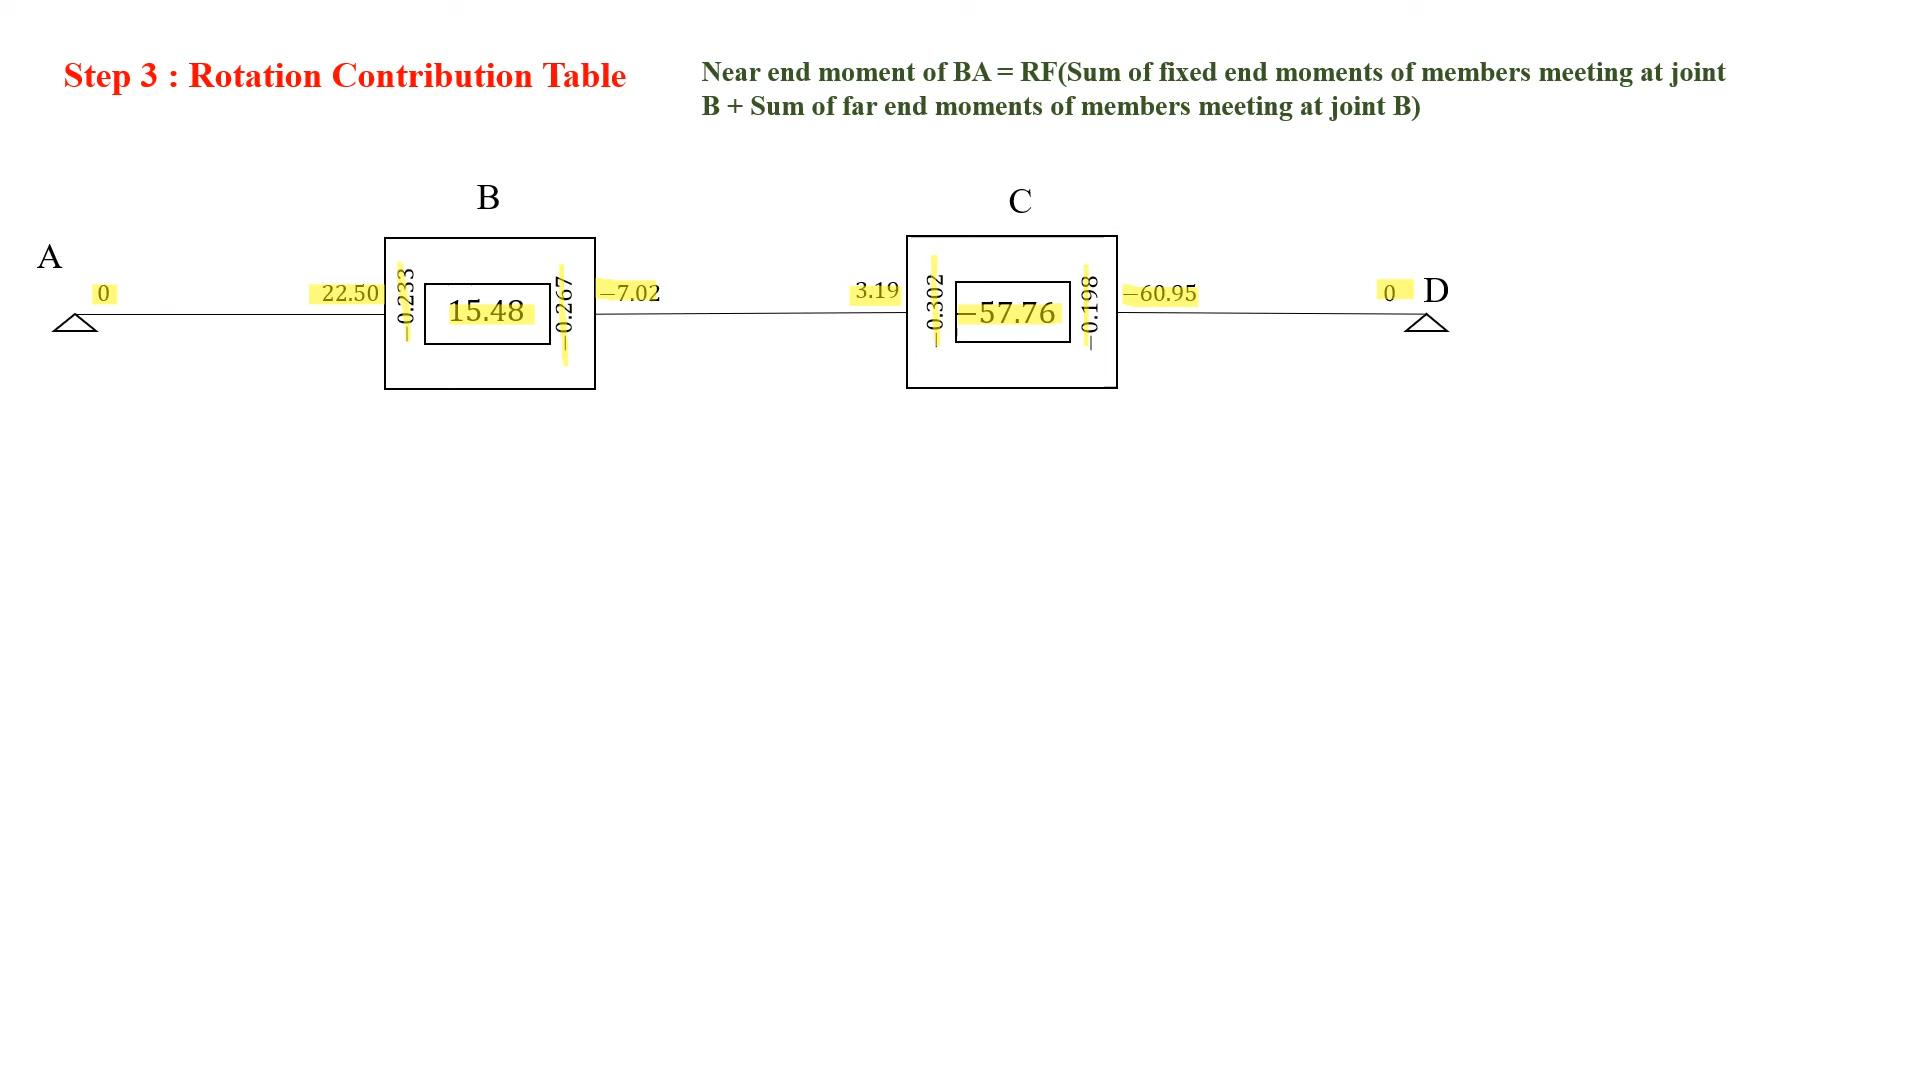 Step 3 : Rotation Contribution Table
Near end moment of BA = RF(Sum of fixed end moments of members meeting at joint
B + Sum of far end moments of members meeting at joint B)
B
C
A
D
0
22.50
−0.233
15.48
−0.267
−7.02
3.19
−0.302
−57.76
−0.198
−60.95
0